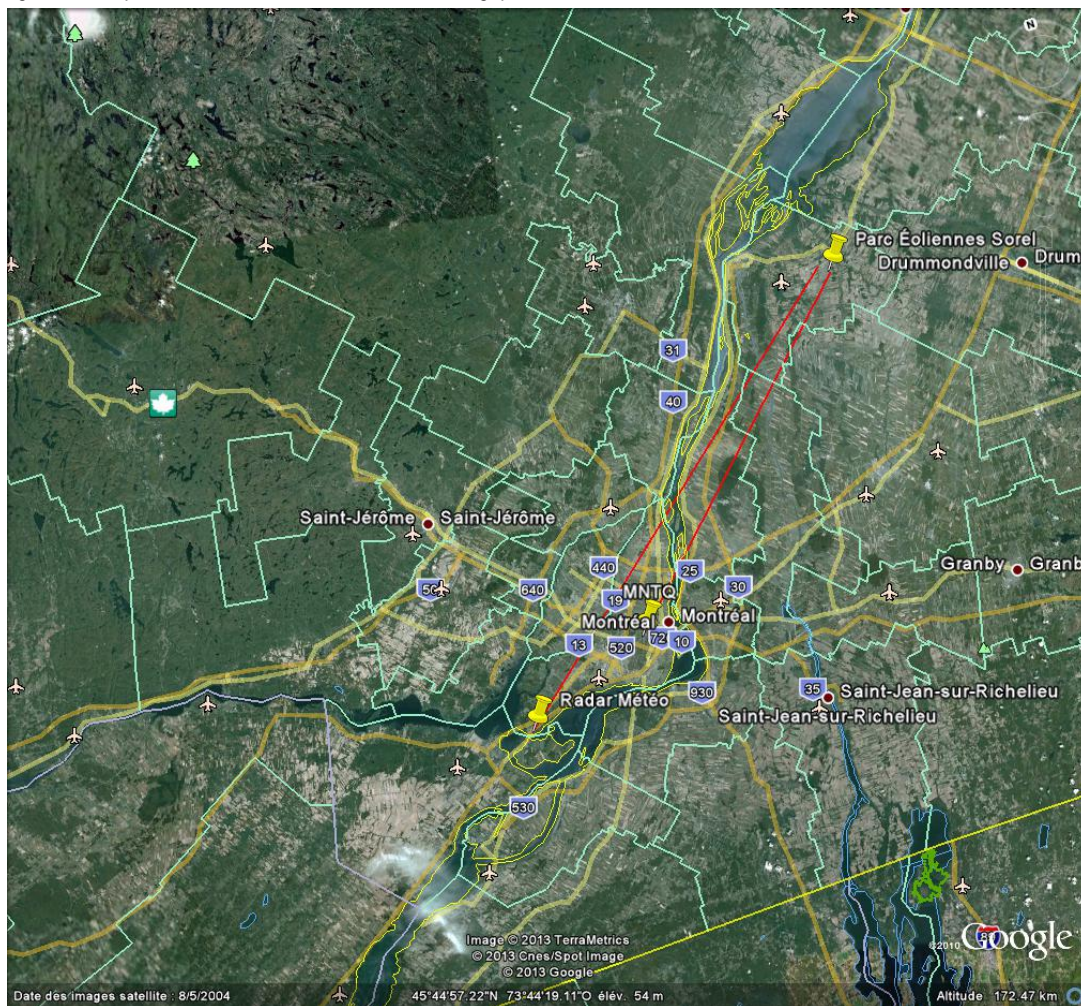 N
Parc Éoliennes Sorel
Drummondville Drum
31
40
Saint-Jérôme Saint-Jérôme
440
25
Granby Granb
50
640
30
19
MNTQ
Montréal Montréal
13
520
72
10
930
35
Saint-Jean-sur-Richelieu
Radar Météo
Saint-Jean-sur-Richelieu
530
Image © 2013 TerraMetrics
© 2013 Cnes/Spot Image
© 2013 Google
©2010 Google
89
Date des images satellite : 8/5/2004 45°44'57.22"N 73°44'19.11"O élév. 54 m Altitude 172.47 km